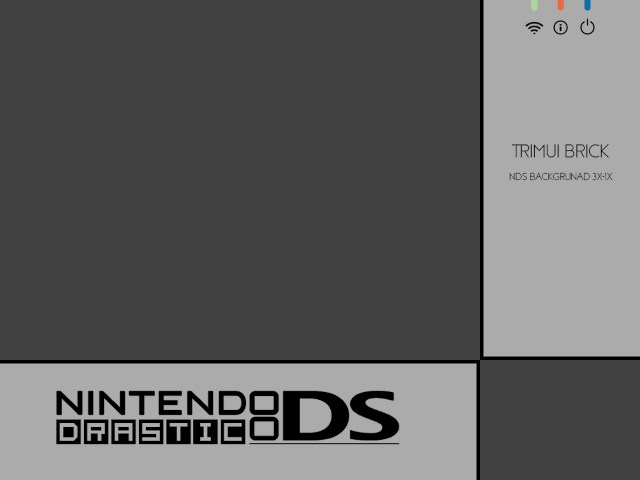 TRIMUI BRICK
NDS BACKGRUNAD 3X-1X
NINTENDO DS
DRASTIC